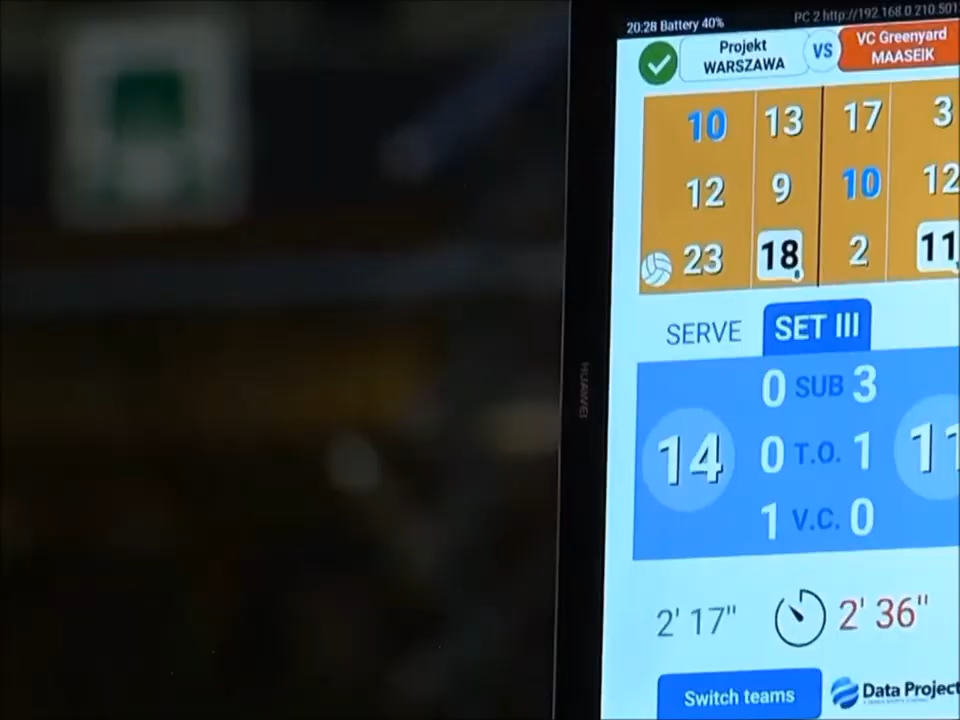 20:28 Battery 40%
PC 2 http://192.168.0.210:501
Projekt
WARSZAWA
VS
VC Greenyard
MAASEIK
10 13 17 3
12 9 10 12
23 18 2 11
SERVE SET III
0 SUB 3
14 0 T.O. 1 11
1 V.C. 0
2' 17" 2' 36"
Switch teams
Data Project
HUAWEI